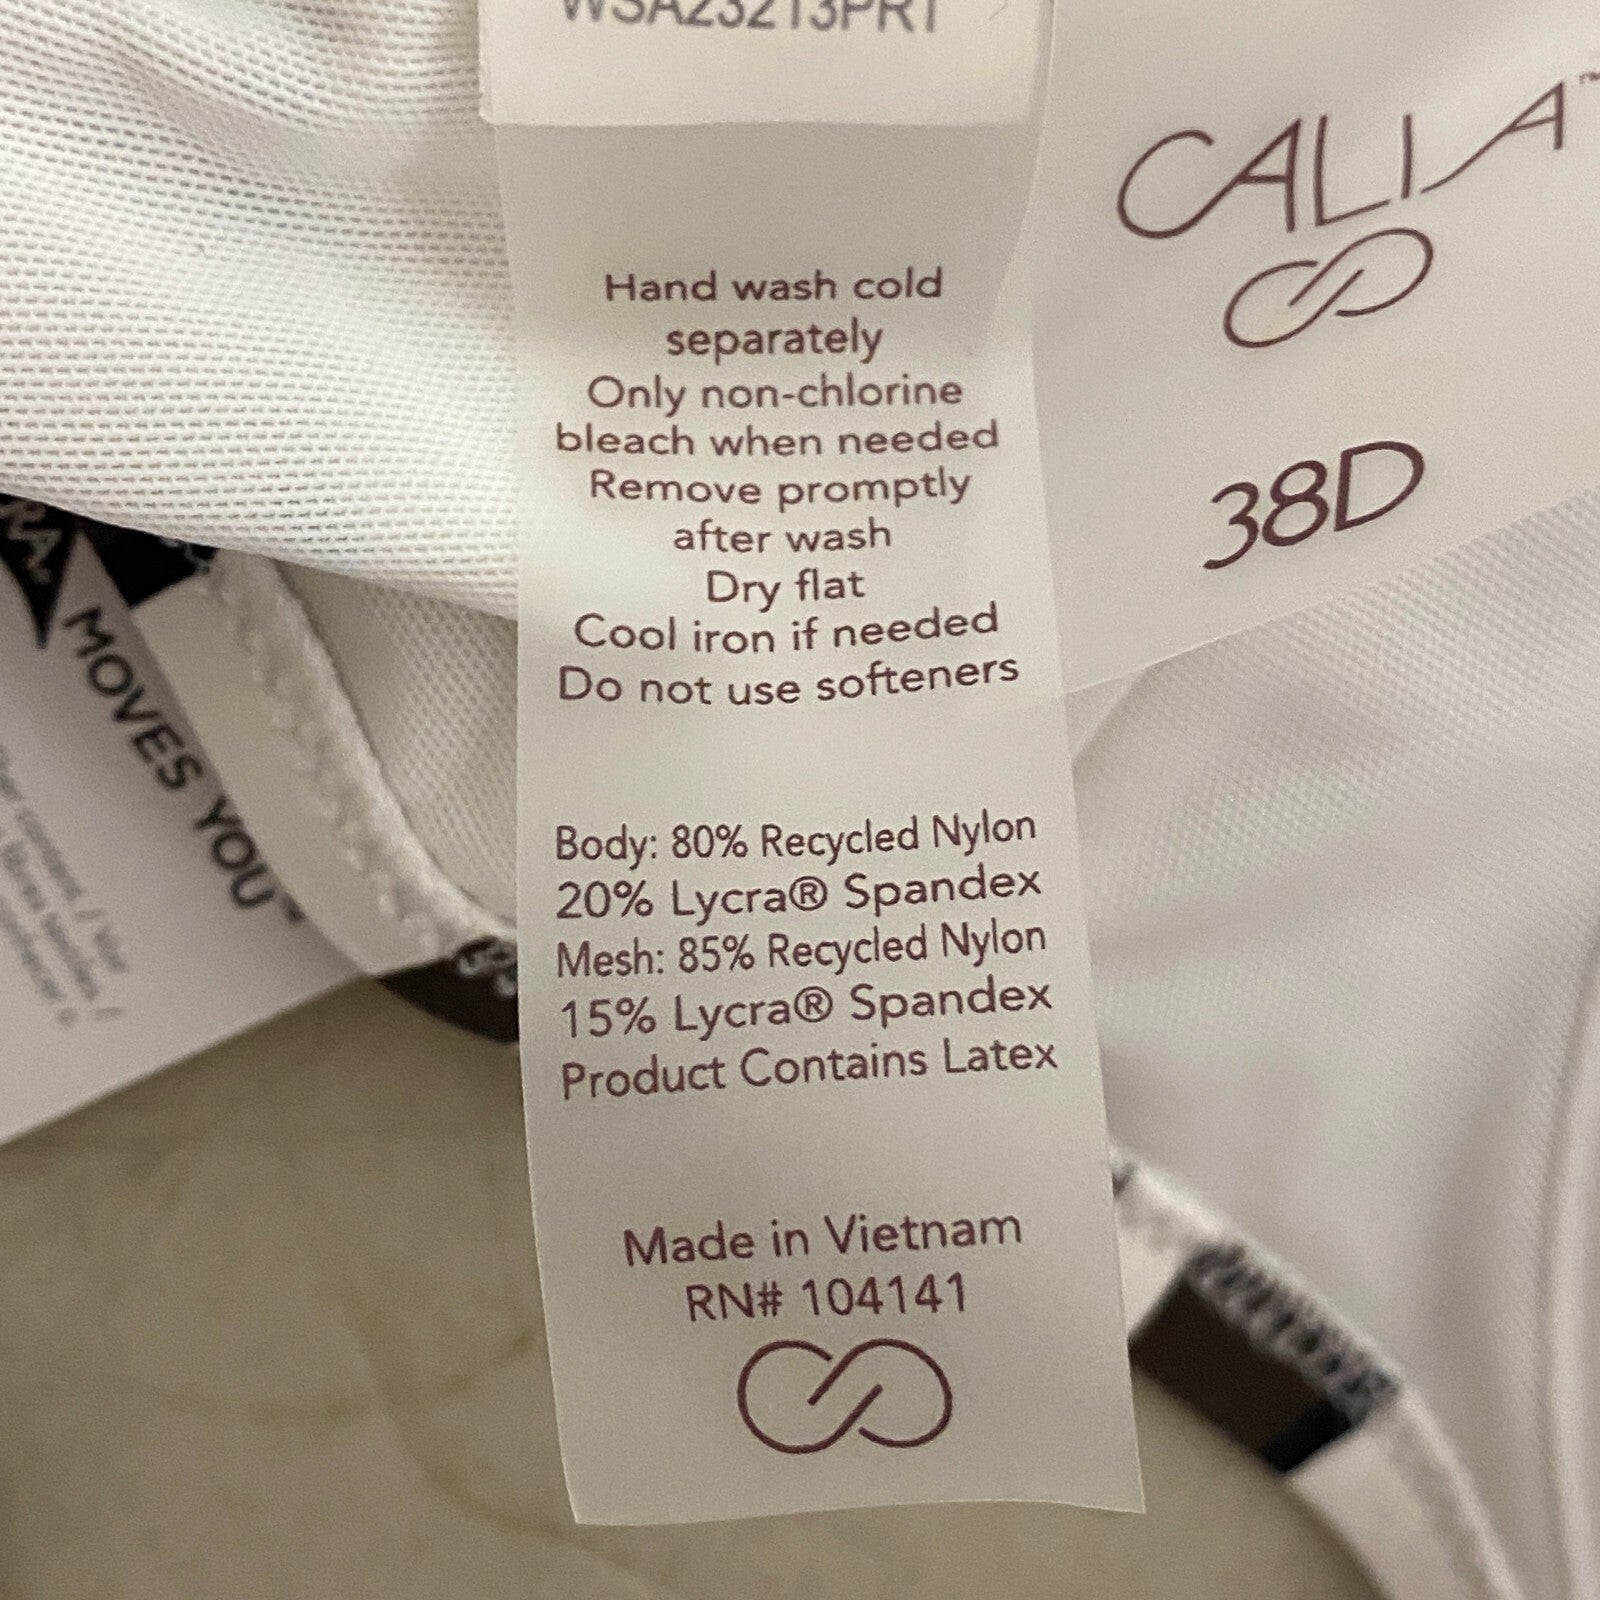 WSA23213PRT
Hand wash cold
separately
Only non-chlorine
bleach when needed
Remove promptly
after wash
Dry flat
Cool iron if needed
Do not use softeners
Body: 80% Recycled Nylon
20% Lycra® Spandex
Mesh: 85% Recycled Nylon
15% Lycra® Spandex
Product Contains Latex
Made in Vietnam
RN# 104141
CALIA™
38D
MOVES YOU™